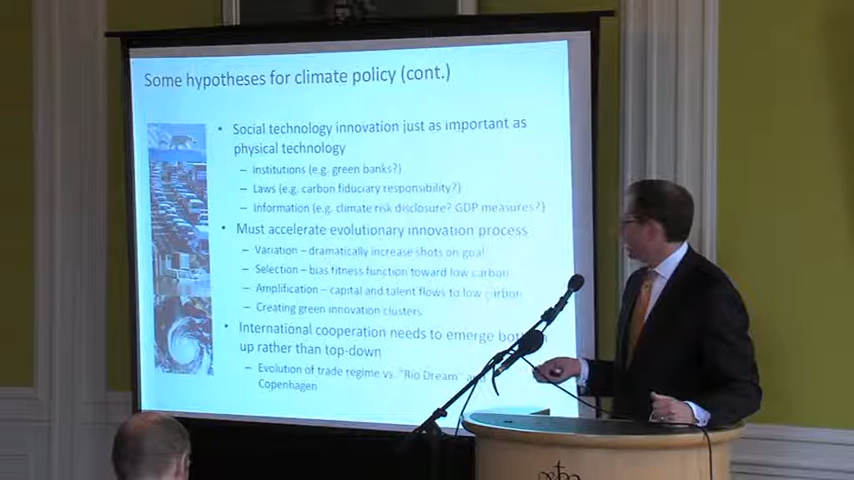 Some hypotheses for climate policy (cont.)
• Social technology innovation just as important as
physical technology
– Institutions (e.g. green banks?)
– Laws (e.g. carbon fiduciary responsibility?)
– Information (e.g. climate risk disclosure? GDP measures?)
• Must accelerate evolutionary innovation process
– Variation – dramatically increase shots on goal
– Selection – bias fitness function toward low carbon
– Amplification – capital and talent flows to low carbon
– Creating green innovation clusters
• International cooperation needs to emerge
up rather than top-down
– Evolution of trade regime vs. "Rio Dream"
Copenhagen